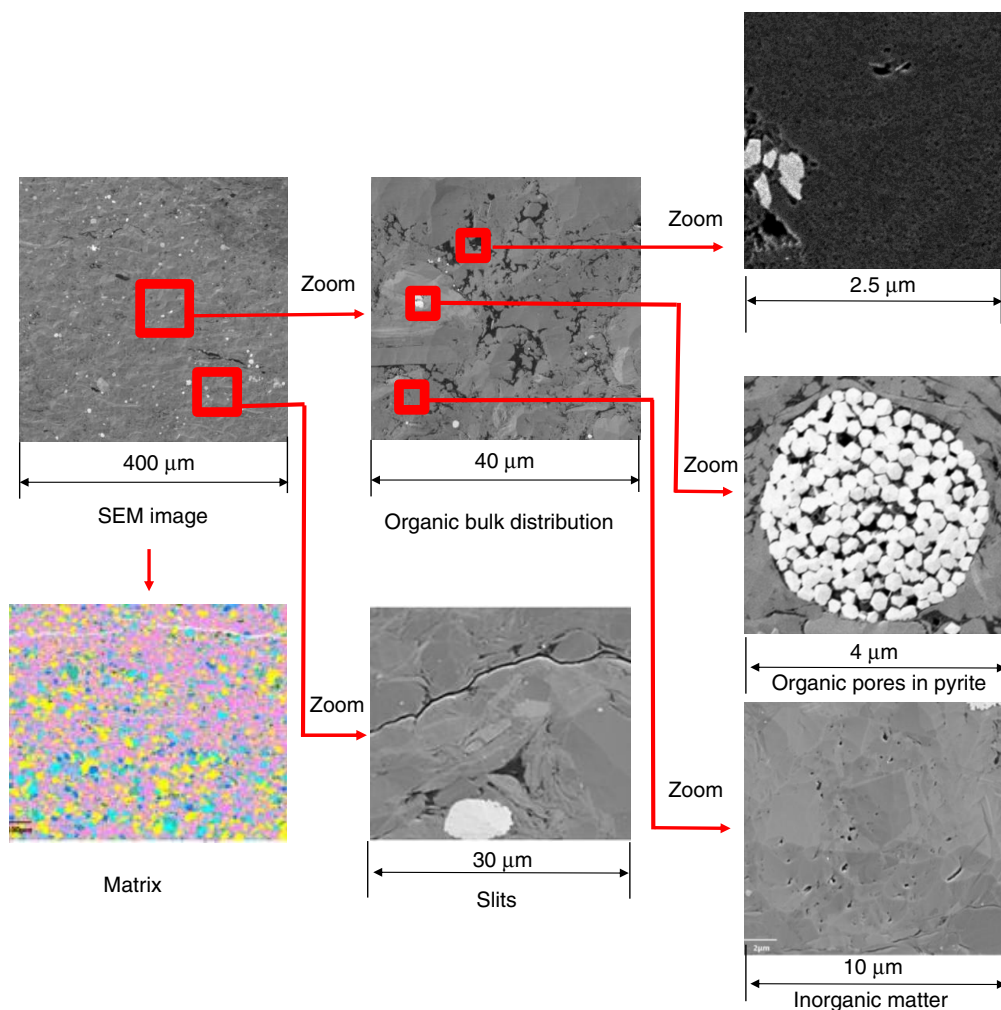 Zoom
2.5 μm
Zoom
400 μm
SEM image
40 μm
Organic bulk distribution
Zoom
4 μm
Organic pores in pyrite
Zoom
Matrix
30 μm
Slits
Zoom
2μm
10 μm
Inorganic matter